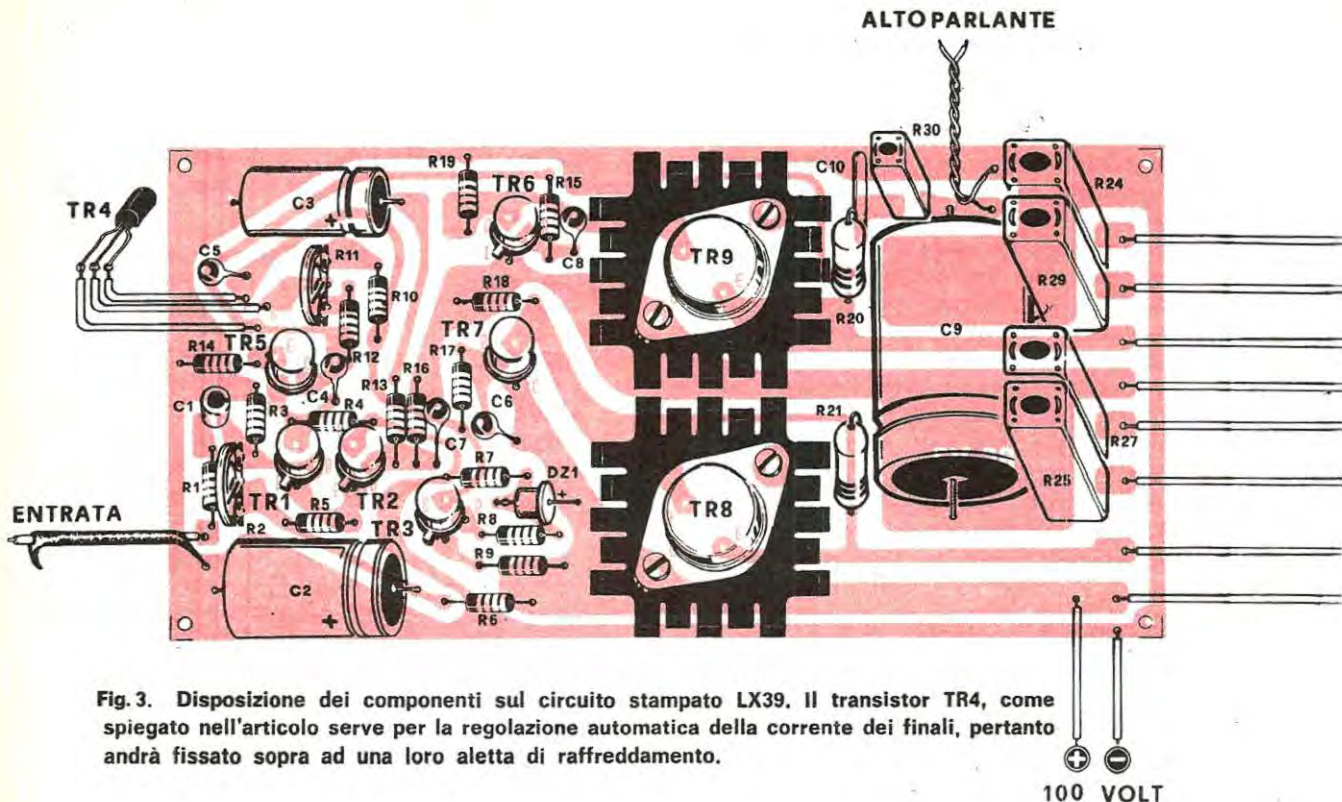 ALTOPARLANTE
R30
C10
R24
R19
TR6
R15
TR4
C3
+
C5
R11
R10
C8
TR9
R29
R18
R20
C9
R12
TR7
TR5
R14
R17
C4
R13
R16
C6
C1
R3
R4
C7
R21
R27
R7
DZ1
+
R1
TR1
TR2
R5
TR3
R8
TR8
R25
ENTRATA
R2
R9
C2
+
R6
Fig. 3. Disposizione dei componenti sul circuito stampato LX39. Il transistor TR4, come
spiegato nell'articolo serve per la regolazione automatica della corrente dei finali, pertanto
andrà fissato sopra ad una loro aletta di raffreddamento.
+ -
100 VOLT